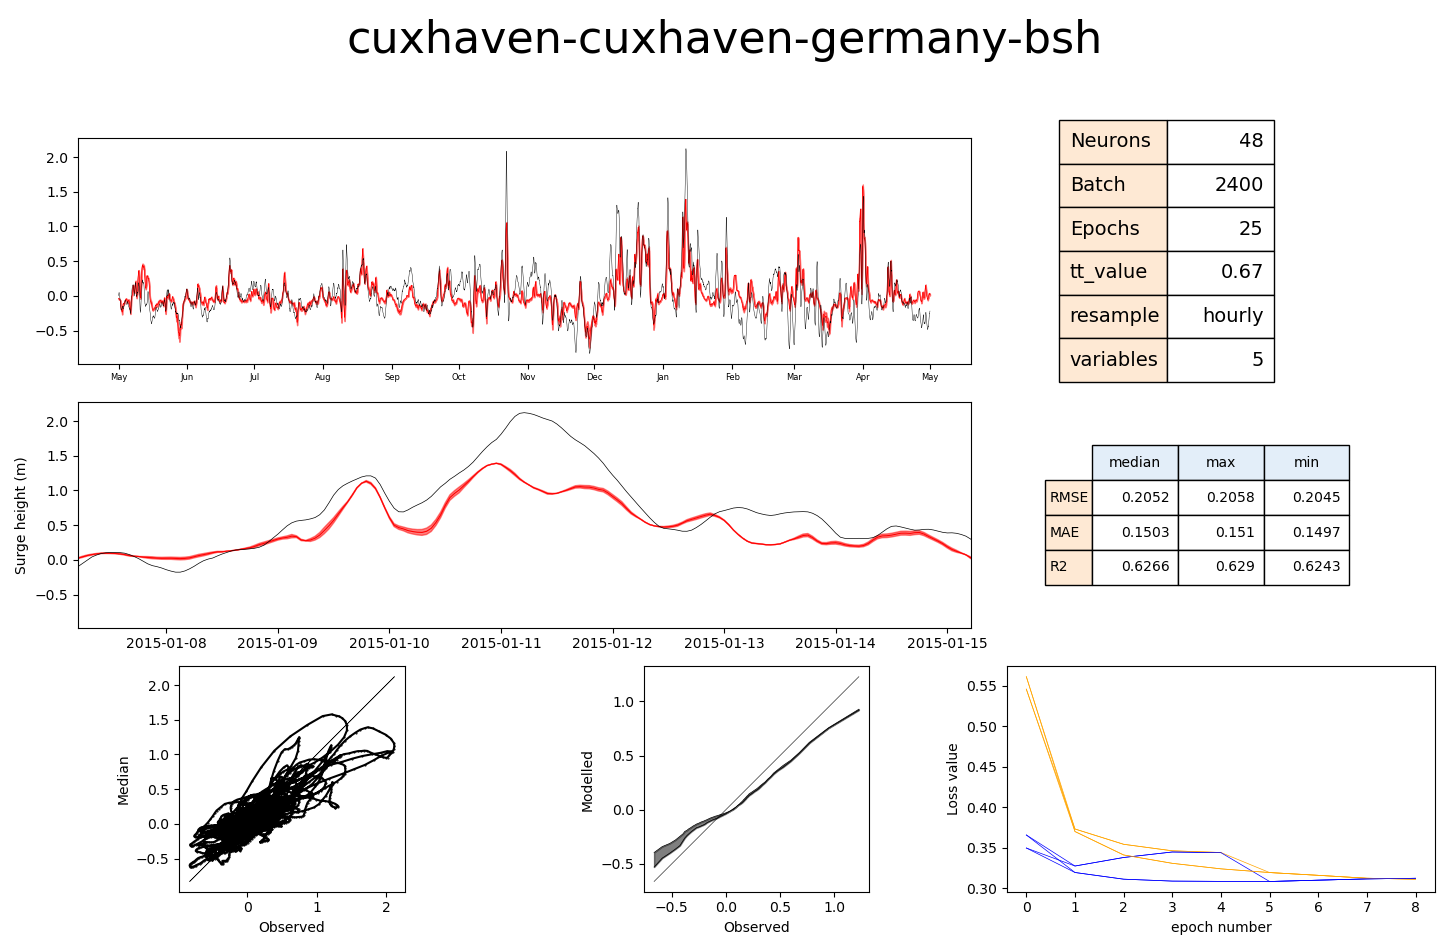 cuxhaven-cuxhaven-germany-bsh
2.0
1.5
1.0
0.5
0.0
−0.5
May Jun Jul Aug Sep Oct Nov Dec Jan Feb Mar Apr May
Neurons 48
Batch 2400
Epochs 25
tt_value 0.67
resample hourly
variables 5
Surge height (m)
2.0
1.5
1.0
0.5
0.0
−0.5
2015-01-08 2015-01-09 2015-01-10 2015-01-11 2015-01-12 2015-01-13 2015-01-14 2015-01-15
median max min
RMSE 0.2052 0.2058 0.2045
MAE 0.1503 0.151 0.1497
R2 0.6266 0.629 0.6243
Median
2.0
1.5
1.0
0.5
0.0
−0.5
0 1 2
Observed
Modelled
1.0
0.5
0.0
−0.5
−0.5 0.0 0.5 1.0
Observed
Loss value
0.55
0.50
0.45
0.40
0.35
0.30
0 1 2 3 4 5 6 7 8
epoch number